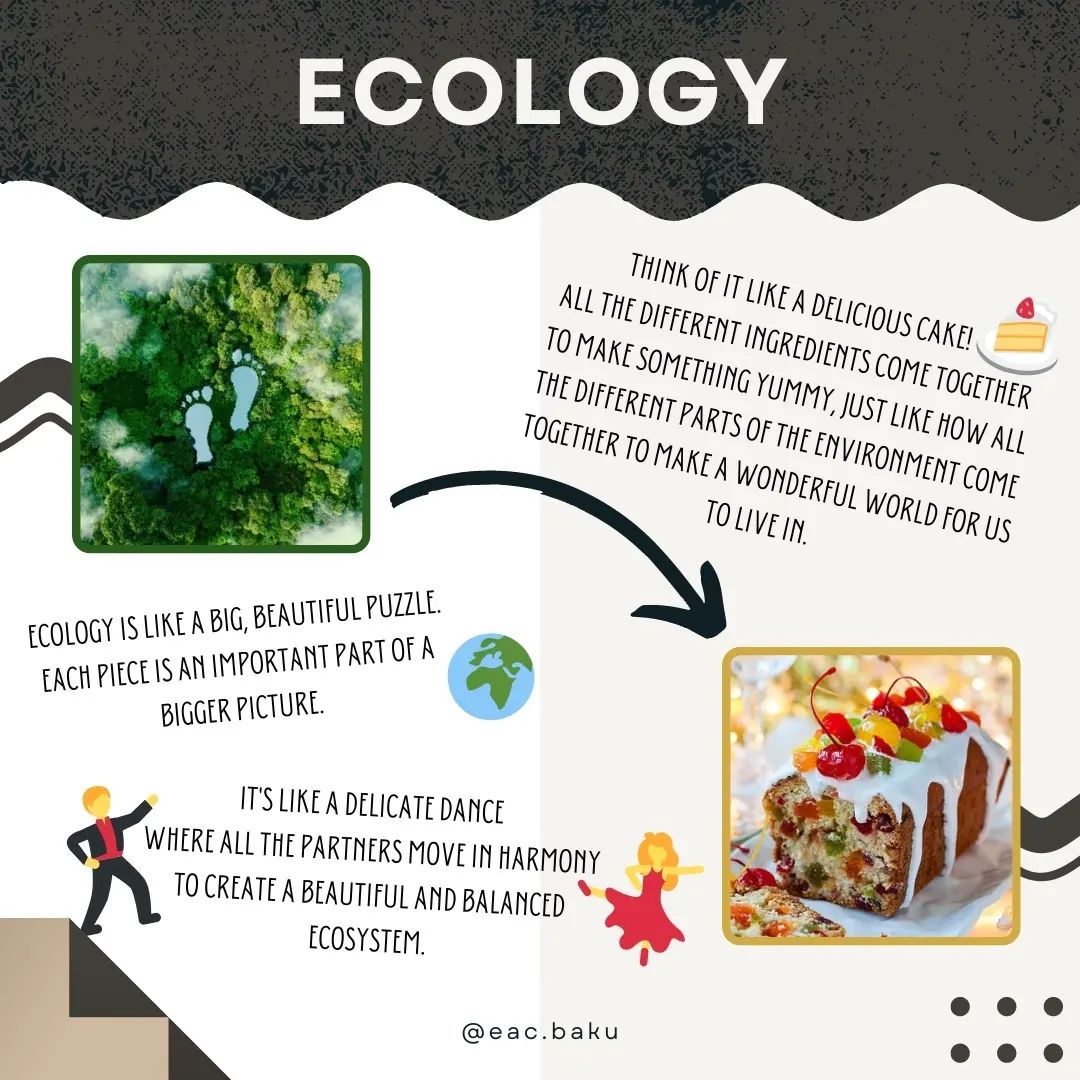 ECOLOGY
THINK OF IT LIKE A DELICIOUS CAKE!
ALL THE DIFFERENT INGREDIENTS COME TOGETHER
TO MAKE SOMETHING YUMMY, JUST LIKE HOW ALL
THE DIFFERENT PARTS OF THE ENVIRONMENT COME
TOGETHER TO MAKE A WONDERFUL WORLD FOR US
TO LIVE IN.
ECOLOGY IS LIKE A BIG, BEAUTIFUL PUZZLE.
EACH PIECE IS AN IMPORTANT PART OF A
BIGGER PICTURE.
IT'S LIKE A DELICATE DANCE
WHERE ALL THE PARTNERS MOVE IN HARMONY
TO CREATE A BEAUTIFUL AND BALANCED
ECOSYSTEM.
@eac.baku